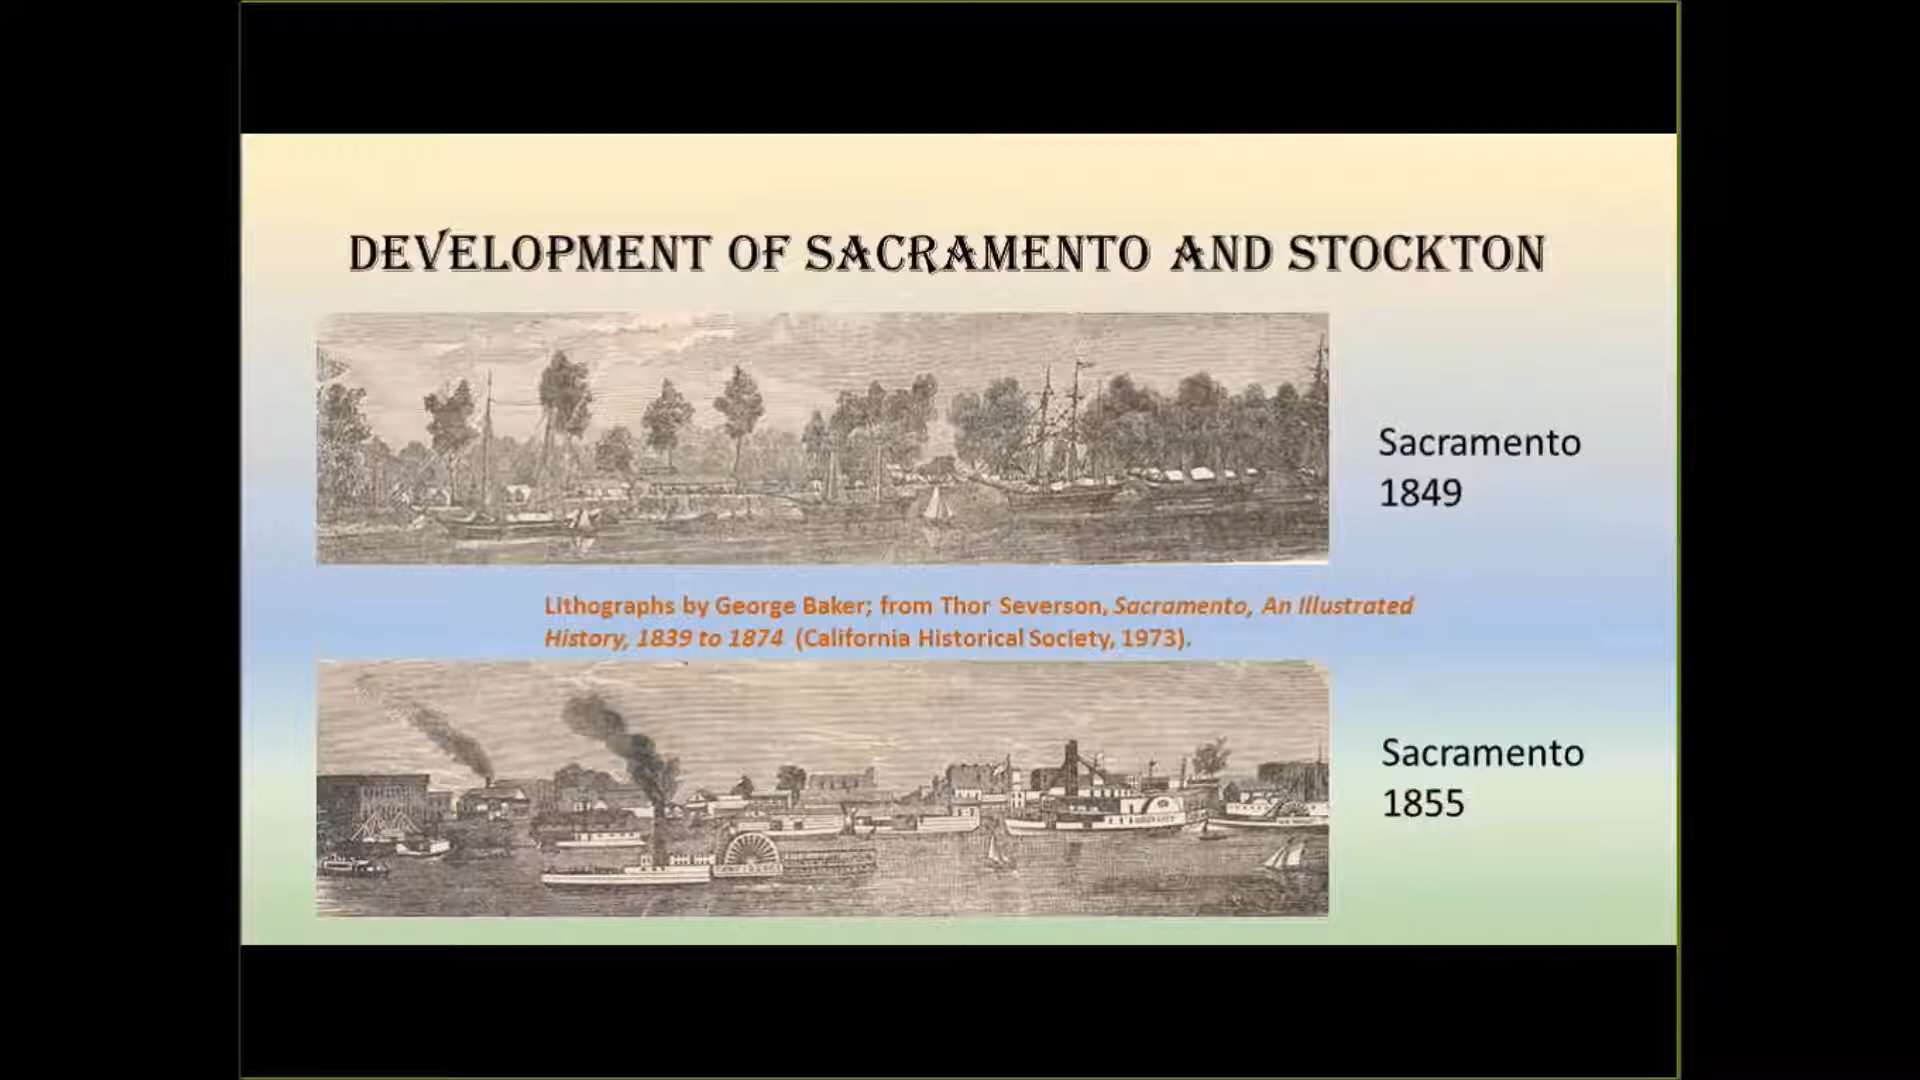 DEVELOPMENT OF SACRAMENTO AND STOCKTON
Sacramento
1849
Lithographs by George Baker; from Thor Severson, Sacramento, An Illustrated
History, 1839 to 1874 (California Historical Society, 1973).
Sacramento
1855